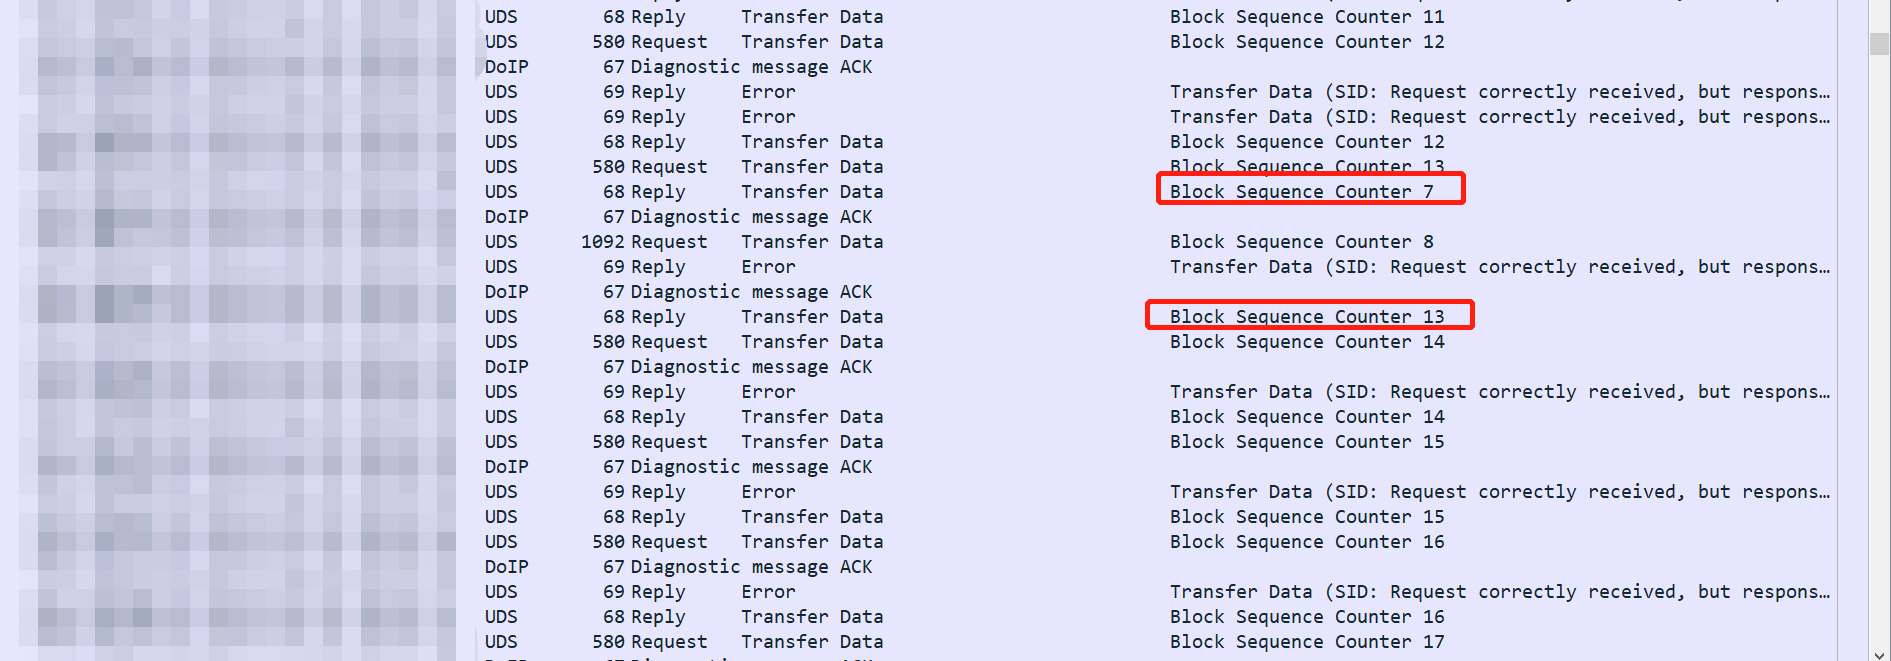 UDS 68 Reply Transfer Data Block Sequence Counter 11
UDS 580 Request Transfer Data Block Sequence Counter 12
DoIP 67 Diagnostic message ACK
UDS 69 Reply Error Transfer Data (SID: Request correctly received, but respons…
UDS 69 Reply Error Transfer Data (SID: Request correctly received, but respons…
UDS 68 Reply Transfer Data Block Sequence Counter 12
UDS 580 Request Transfer Data Block Sequence Counter 13
UDS 68 Reply Transfer Data Block Sequence Counter 7
DoIP 67 Diagnostic message ACK
UDS 1092 Request Transfer Data Block Sequence Counter 8
UDS 69 Reply Error Transfer Data (SID: Request correctly received, but respons…
DoIP 67 Diagnostic message ACK
UDS 68 Reply Transfer Data Block Sequence Counter 13
UDS 580 Request Transfer Data Block Sequence Counter 14
DoIP 67 Diagnostic message ACK
UDS 69 Reply Error Transfer Data (SID: Request correctly received, but respons…
UDS 68 Reply Transfer Data Block Sequence Counter 14
UDS 580 Request Transfer Data Block Sequence Counter 15
DoIP 67 Diagnostic message ACK
UDS 69 Reply Error Transfer Data (SID: Request correctly received, but respons…
UDS 68 Reply Transfer Data Block Sequence Counter 15
UDS 580 Request Transfer Data Block Sequence Counter 16
DoIP 67 Diagnostic message ACK
UDS 69 Reply Error Transfer Data (SID: Request correctly received, but respons…
UDS 68 Reply Transfer Data Block Sequence Counter 16
UDS 580 Request Transfer Data Block Sequence Counter 17